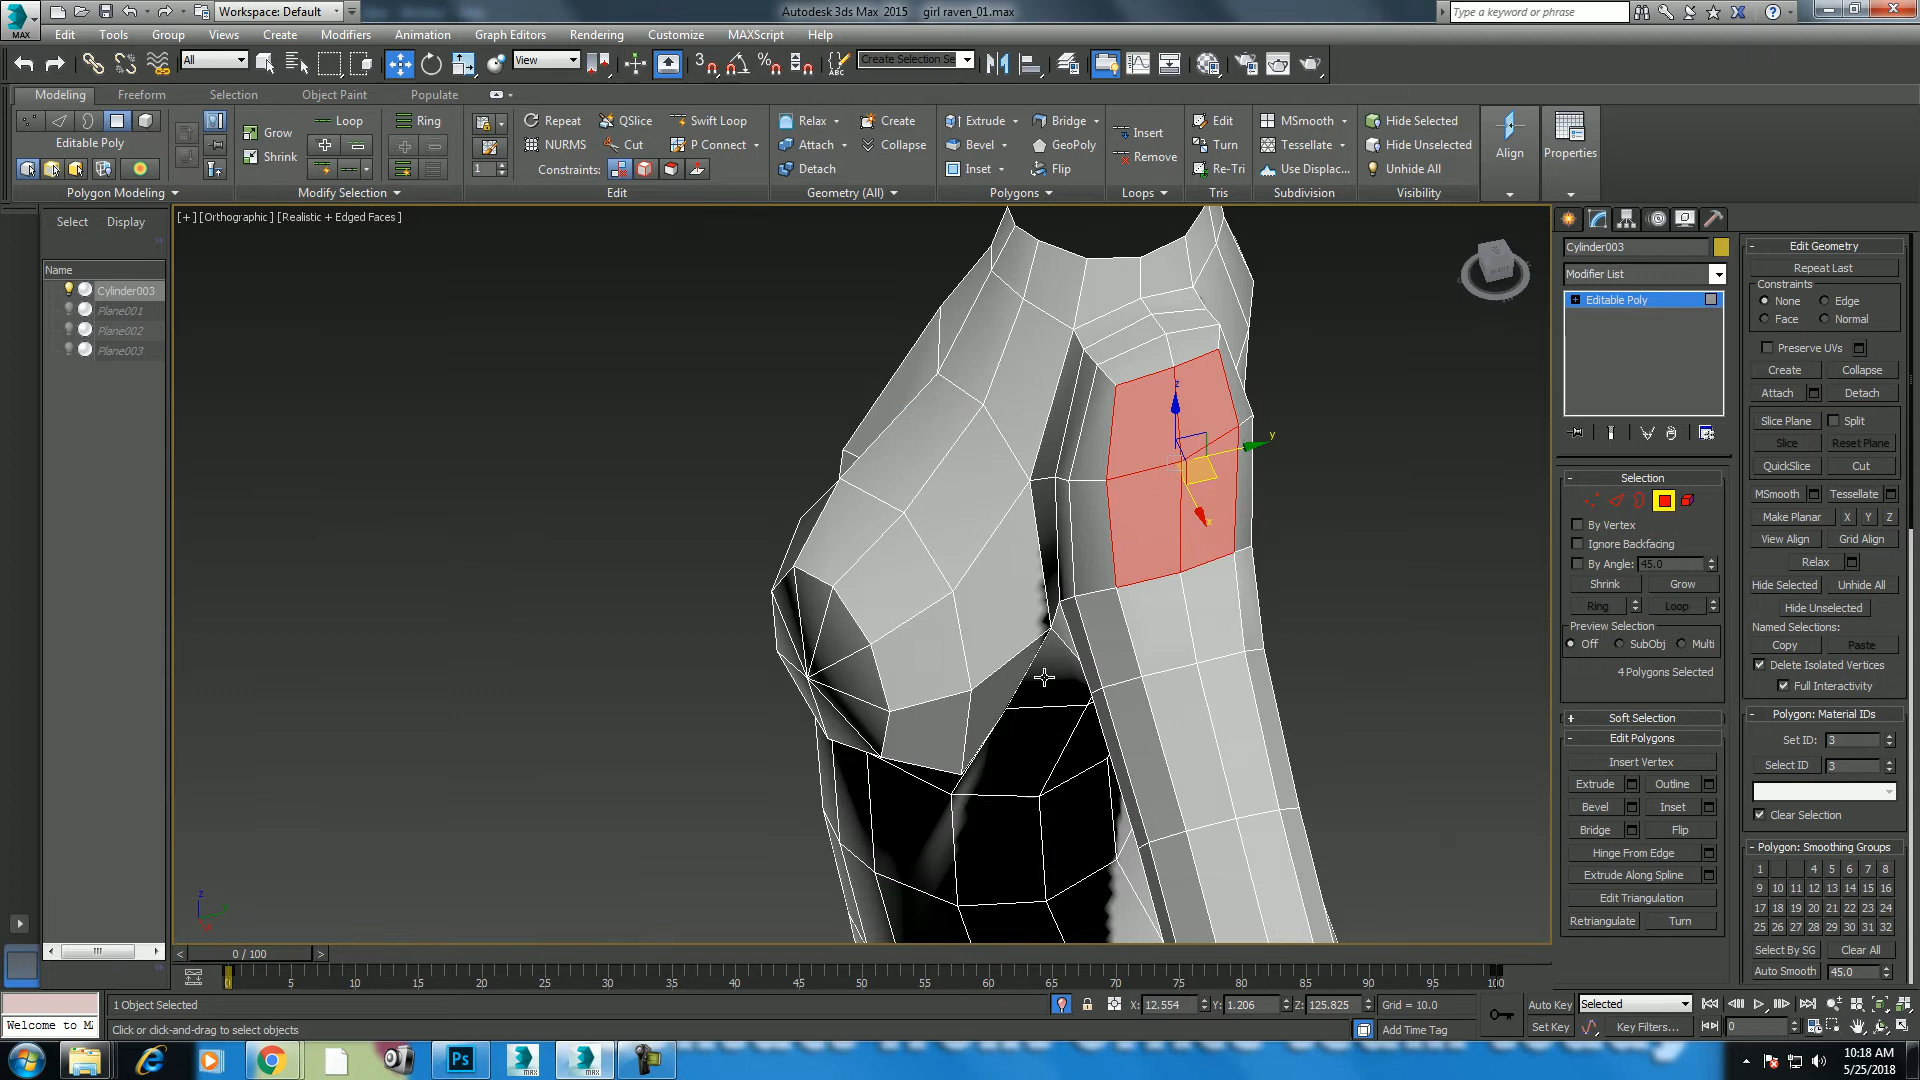 Workspace: Default
Autodesk 3ds Max 2015    girl raven_01.max
Type a keyword or phrase
MAX
Edit Tools Group Views Create Modifiers Animation Graph Editors Rendering Customize MAXScript Help
All View Create Selection Se
Modeling Freeform Selection Object Paint Populate
Loop Ring Repeat QSlice Swift Loop Relax Create Extrude Bridge Insert Edit MSmooth Hide Selected
Editable Poly Grow NURMS Cut P Connect Attach Collapse Bevel GeoPoly Turn Tessellate Hide Unselected
Shrink 1 Constraints: Detach Inset Flip Remove Re-Tri Use Displac... Unhide All
Align Properties
Polygon Modeling Modify Selection Edit Geometry (All) Polygons Loops Tris Subdivision Visibility
Select Display
[+] [Orthographic] [Realistic + Edged Faces]
Name
Cylinder003
Plane001
Plane002
Plane003
z
y
x
Cylinder003
Modifier List
Editable Poly
Selection
By Vertex
Ignore Backfacing
By Angle: 45.0
Shrink Grow
Ring Loop
Preview Selection
Off SubObj Multi
4 Polygons Selected
Soft Selection
Edit Polygons
Insert Vertex
Extrude Outline
Bevel Inset
Bridge Flip
Hinge From Edge
Extrude Along Spline
Edit Triangulation
Retriangulate Turn
Edit Geometry
Repeat Last
Constraints
None Edge
Face Normal
Preserve UVs
Create Collapse
Attach Detach
Slice Plane Split
Slice Reset Plane
QuickSlice Cut
MSmooth Tessellate
Make Planar X Y Z
View Align Grid Align
Relax
Hide Selected Unhide All
Hide Unselected
Named Selections:
Copy Paste
Delete Isolated Vertices
Full Interactivity
Polygon: Material IDs
Set ID: 3
Select ID 3
Clear Selection
Polygon: Smoothing Groups
1 4 5 6 7 8
9 10 11 12 13 14 15 16
17 18 19 20 21 22 23 24
25 26 27 28 29 30 31 32
Select By SG Clear All
Auto Smooth 45.0
0 / 100
0 5 10 15 20 25 30 35 40 45 50 55 60 65 70 75 80 85 90 95 100
1 Object Selected X: 12.554 Y: 1.206 Z: 125.825 Grid = 10.0 Auto Key Selected
Welcome to M Click or click-and-drag to select objects Add Time Tag Set Key Key Filters... 0
Ps MAX MAX
10:18 AM
5/25/2018